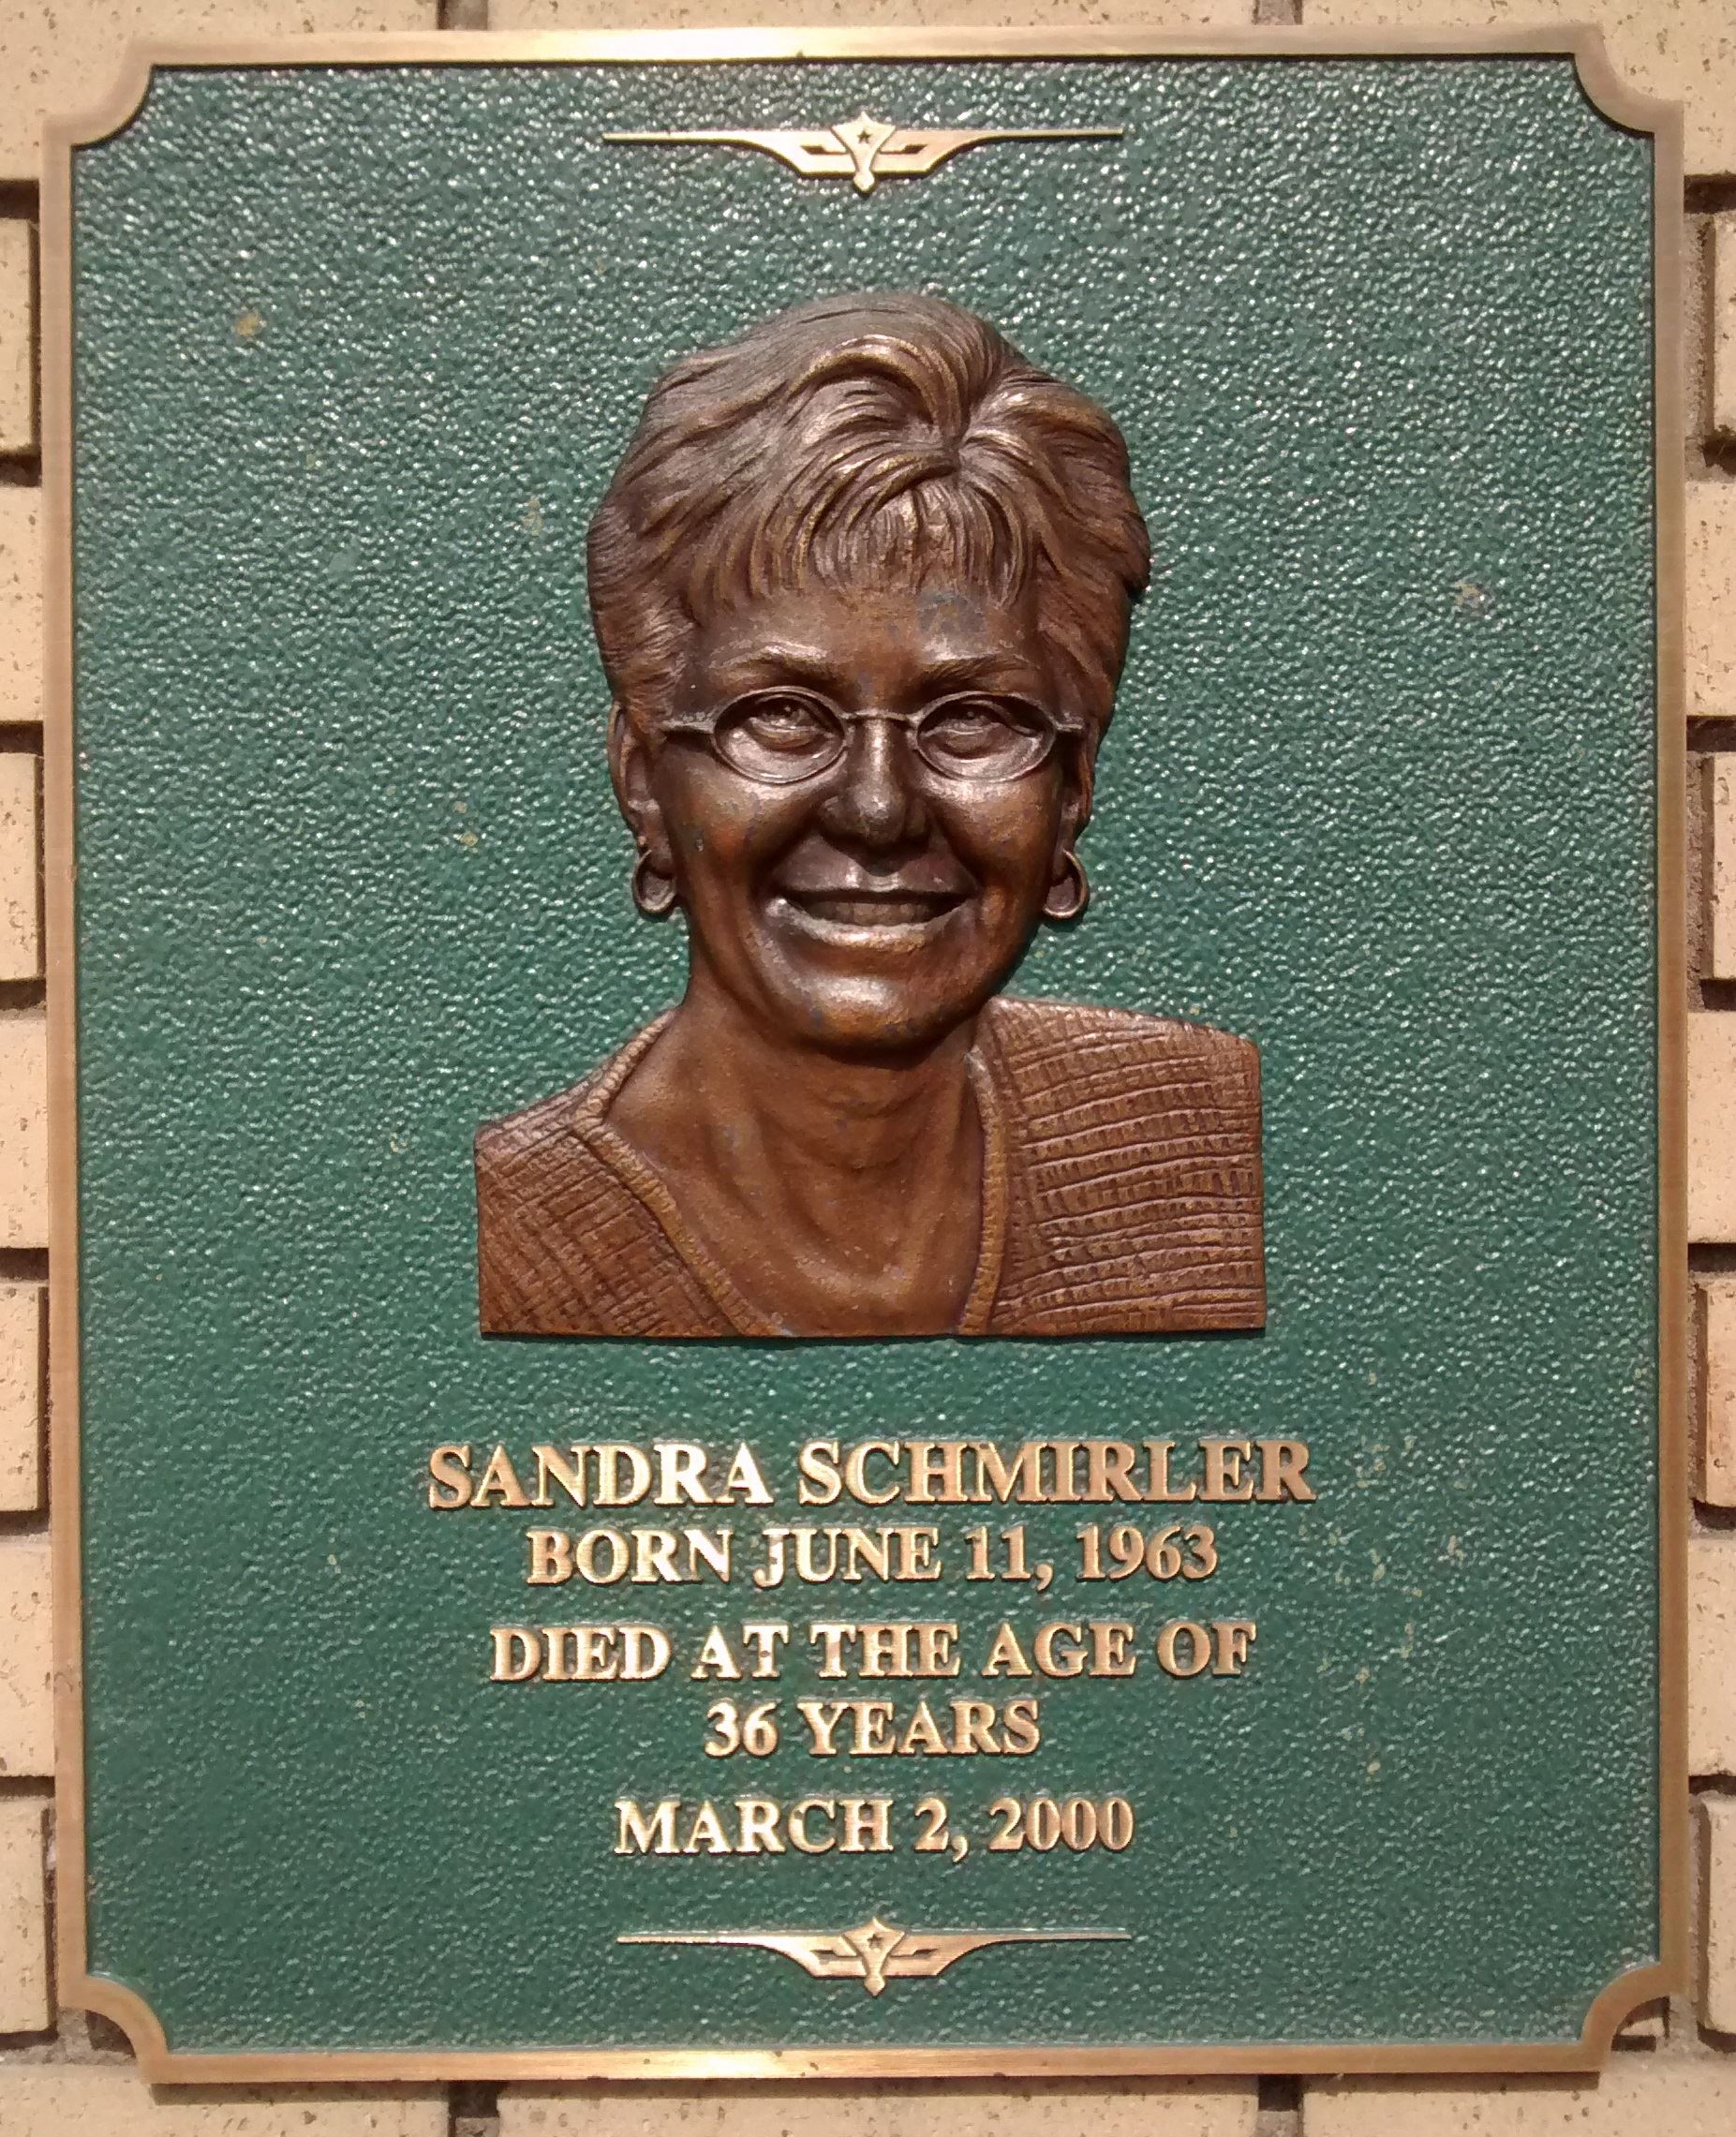 SANDRA SCHMIRLER
BORN JUNE 11, 1963
DIED AT THE AGE OF
36 YEARS
MARCH 2, 2000